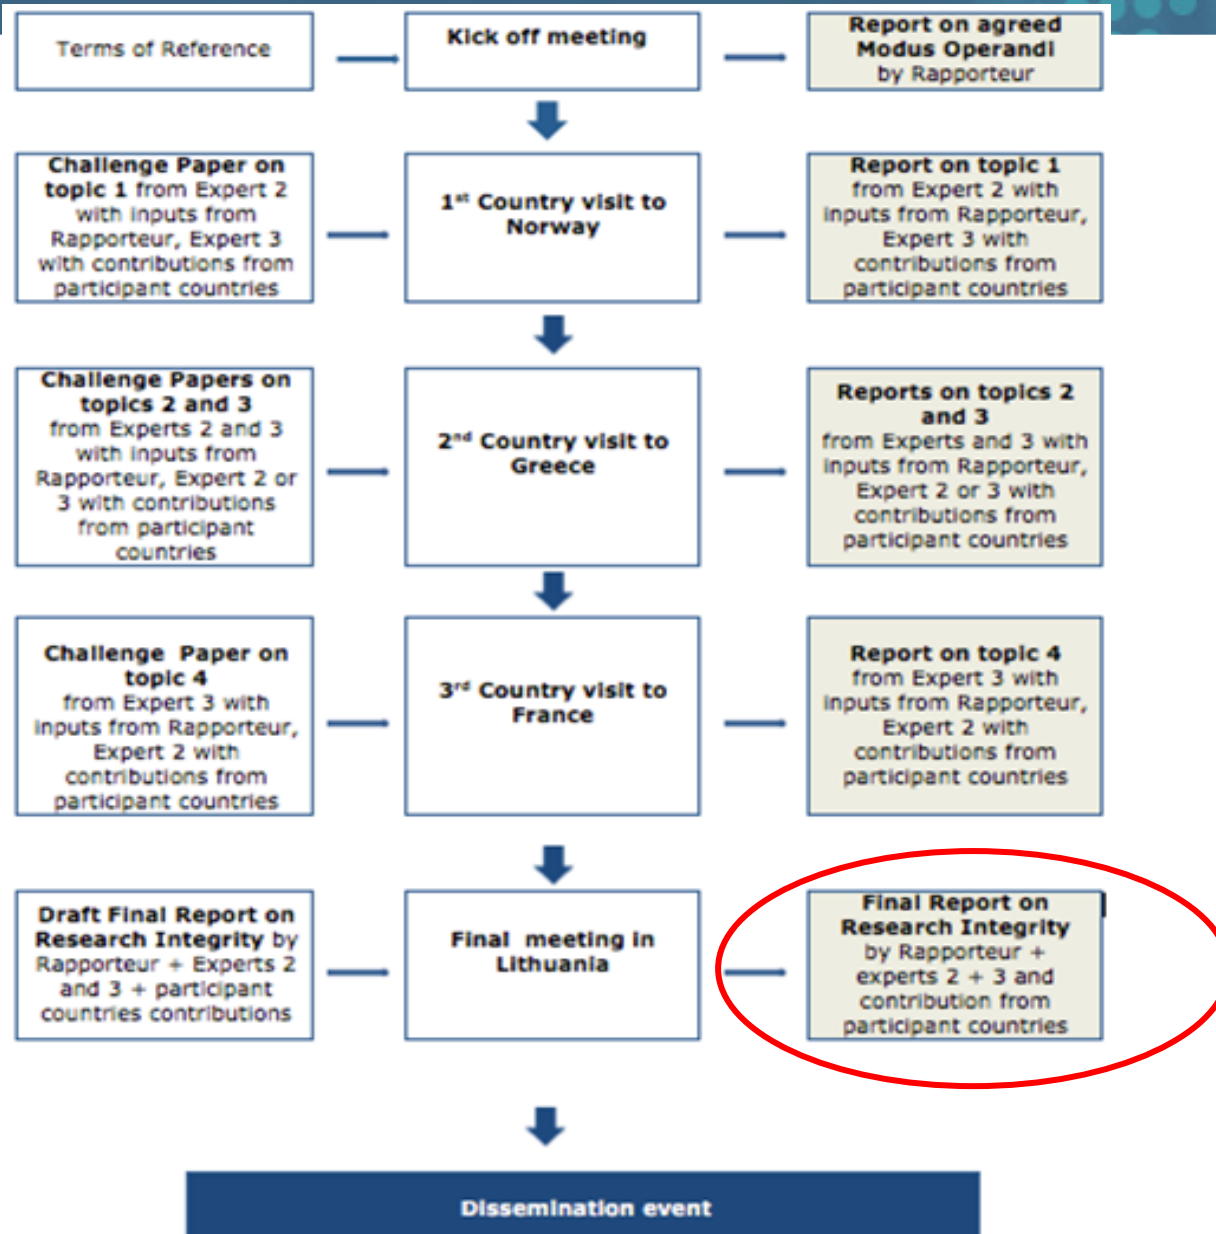 Terms of Reference
Kick off meeting
Report on agreed
Modus Operandi
by Rapporteur
Challenge Paper on
topic 1 from Expert 2
with inputs from
Rapporteur, Expert 3
with contributions from
participant countries
1st Country visit to
Norway
Report on topic 1
from Expert 2 with
inputs from Rapporteur,
Expert 3 with
contributions from
participant countries
Challenge Papers on
topics 2 and 3
from Experts 2 and 3
with inputs from
Rapporteur, Expert 2 or
3 with contributions
from participant
countries
2nd Country visit to
Greece
Reports on topics 2
and 3
from Experts and 3 with
inputs from Rapporteur,
Expert 2 or 3 with
contributions from
participant countries
Challenge Paper on
topic 4
from Expert 3 with
inputs from Rapporteur,
Expert 2 with
contributions from
participant countries
3rd Country visit to
France
Report on topic 4
from Expert 3 with
inputs from Rapporteur,
Expert 2 with
contributions from
participant countries
Draft Final Report on
Research Integrity by
Rapporteur + Experts 2
and 3 + participant
countries contributions
Final meeting in
Lithuania
Final Report on
Research Integrity
by Rapporteur +
experts 2 + 3 and
contribution from
participant countries
Dissemination event